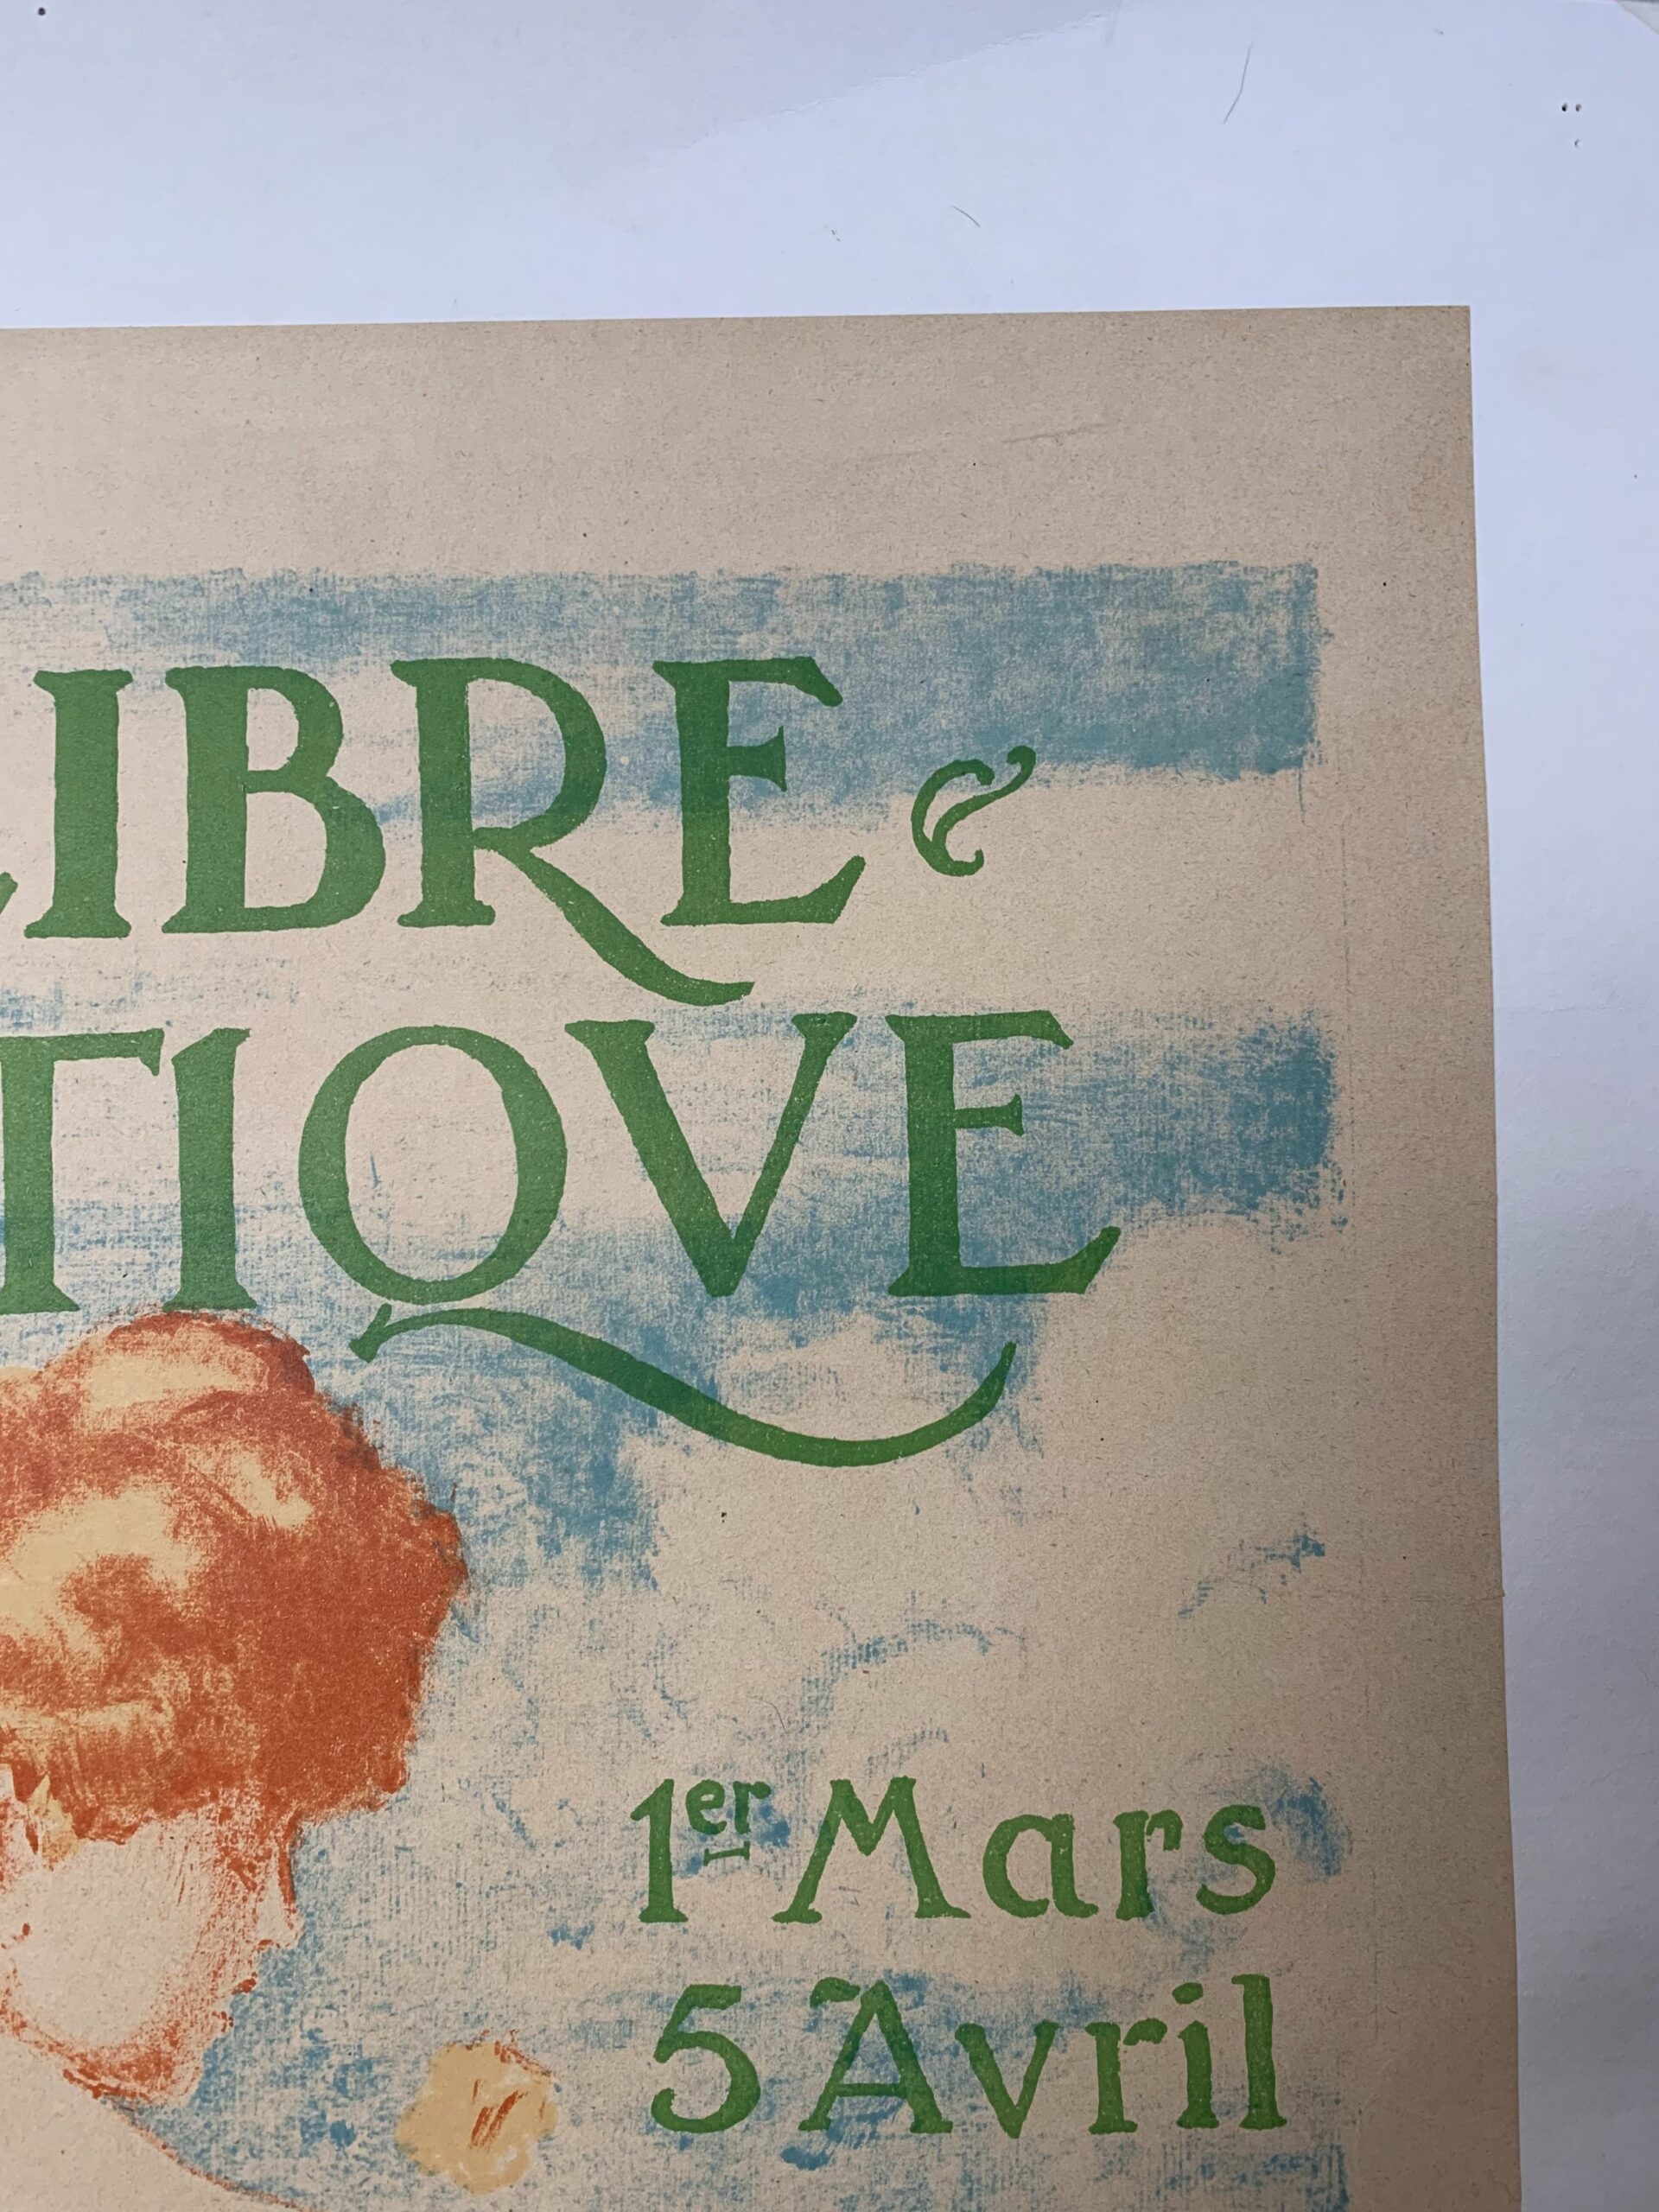 LIBRE &
TIQVE
1er Mars
5 Avril